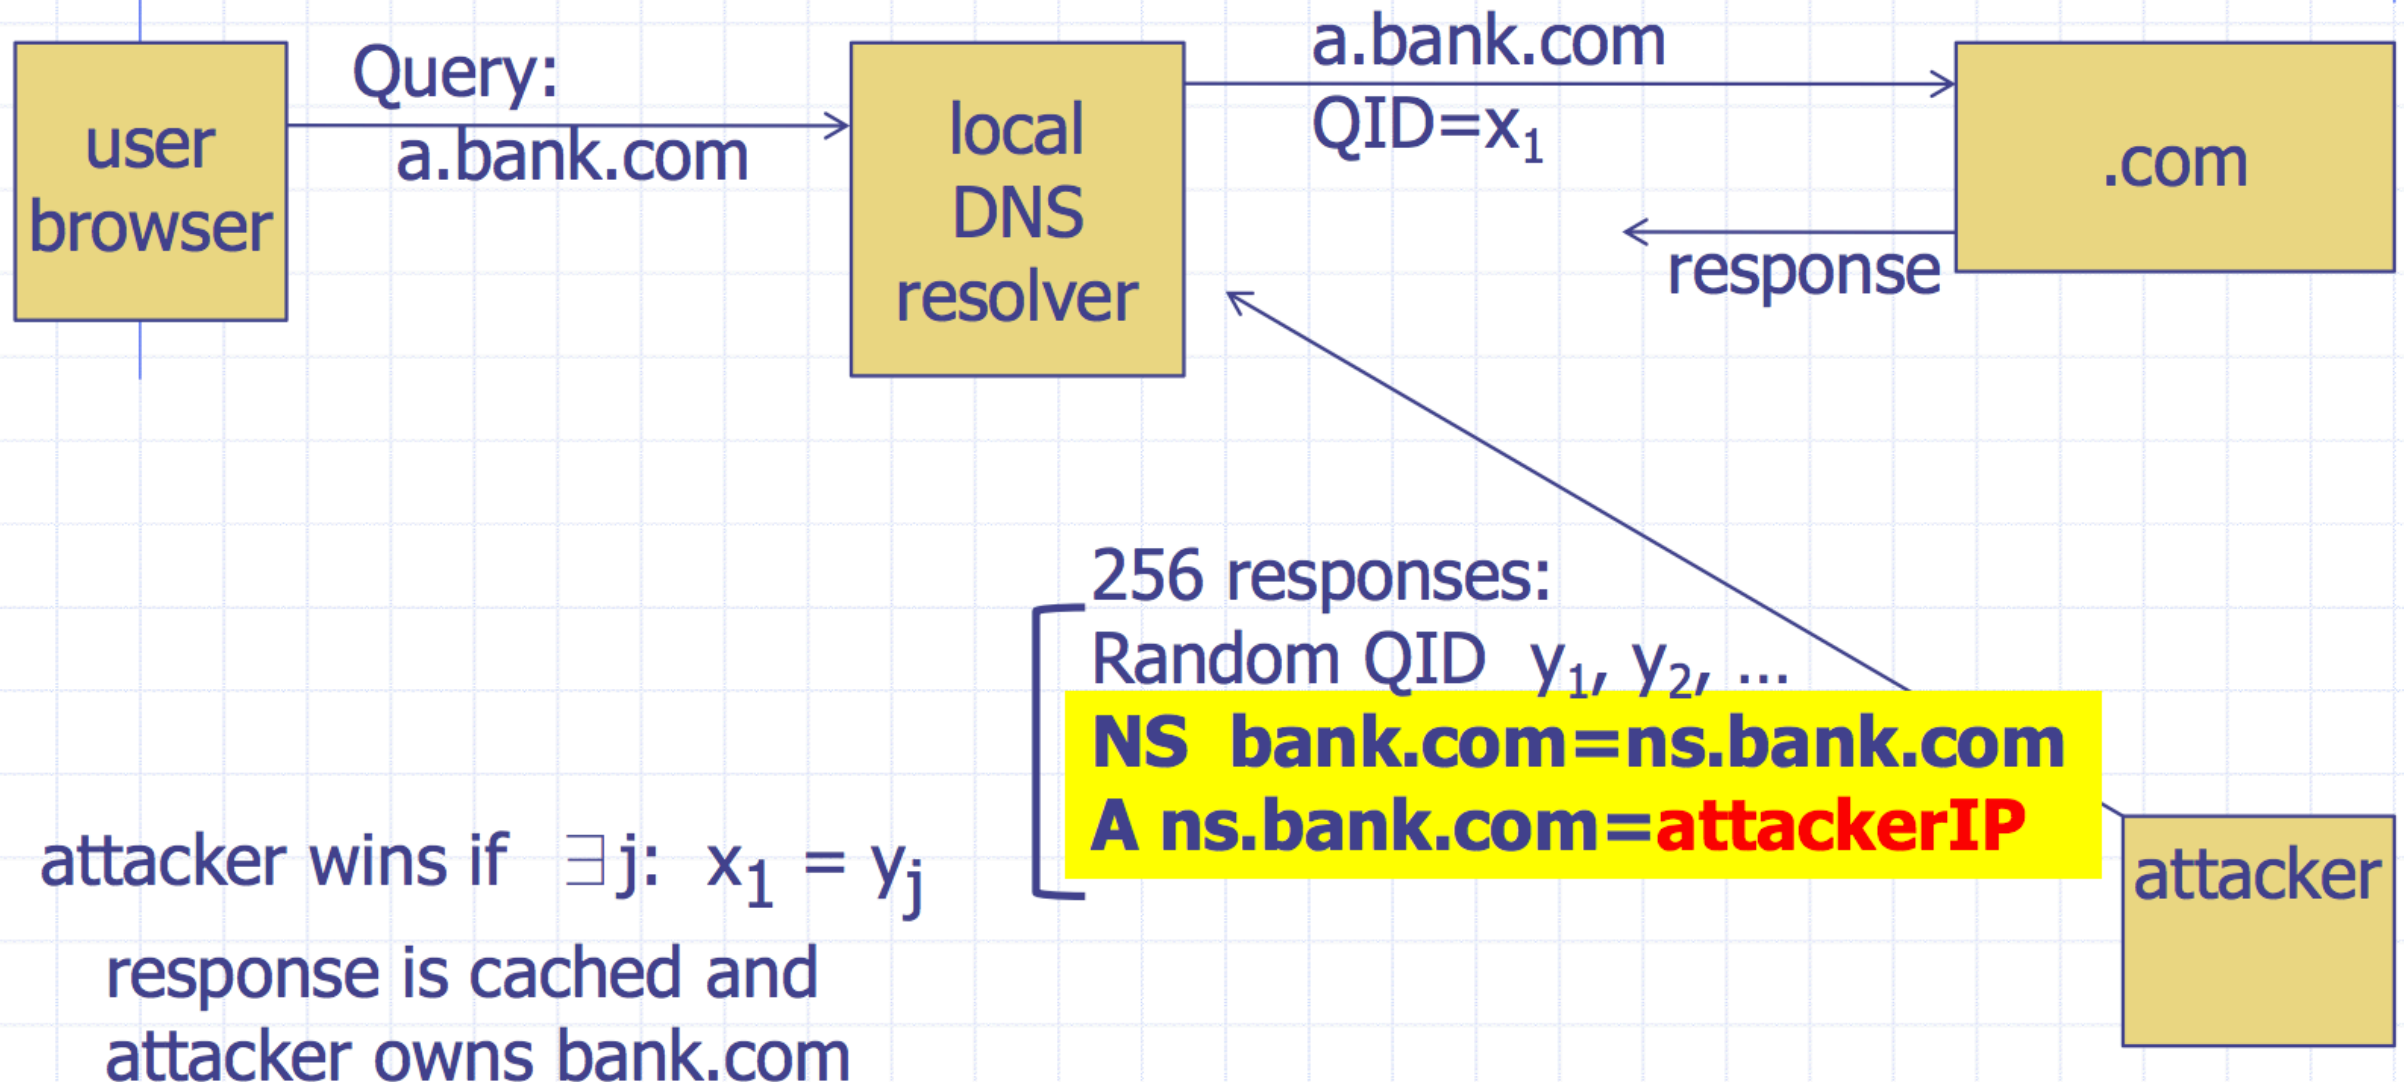 Query:
a.bank.com
user
browser
local
DNS
resolver
a.bank.com
QID=x₁
.com
response
256 responses:
Random QID y₁, y₂, ...
NS bank.com=ns.bank.com
A ns.bank.com=attackerIP
attacker
attacker wins if ∃j: x₁ = yⱼ
response is cached and
attacker owns bank.com